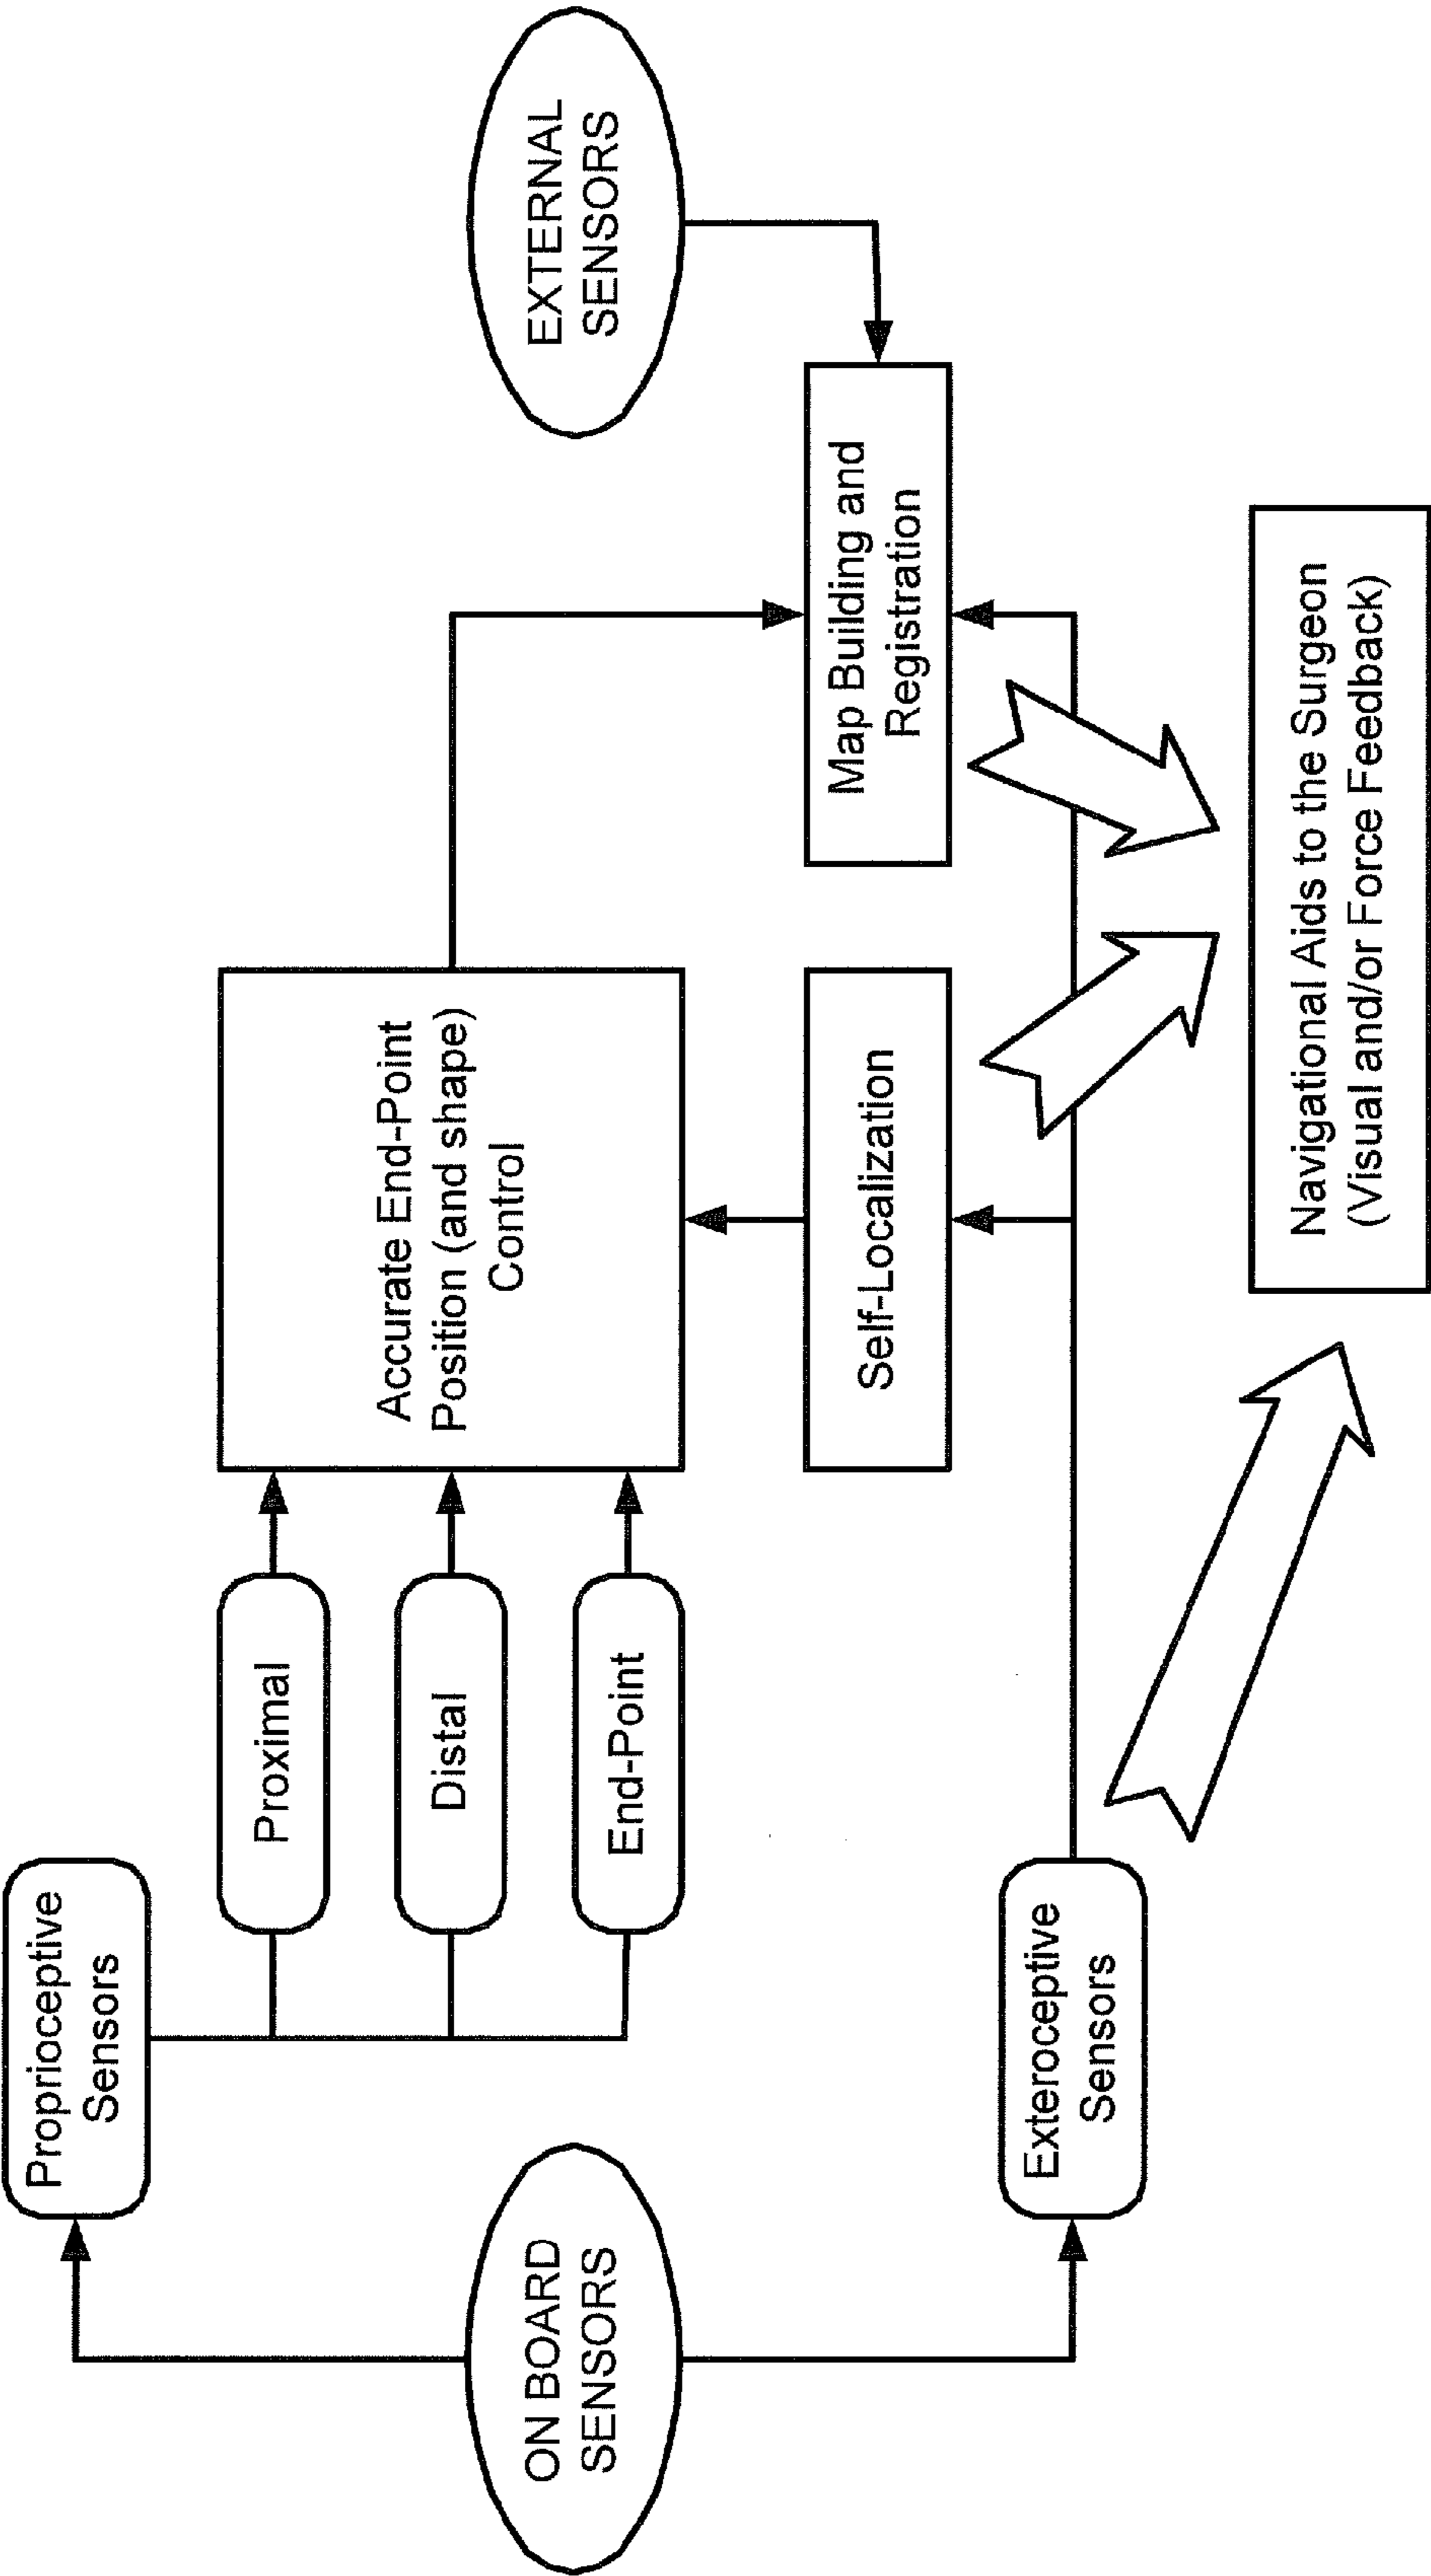 Proprioceptive
Sensors
ON BOARD
SENSORS
Proximal
Distal
End-Point
Accurate End-Point
Position (and shape)
Control
EXTERNAL
SENSORS
Self-Localization
Map Building and
Registration
Exteroceptive
Sensors
Navigational Aids to the Surgeon
(Visual and/or Force Feedback)